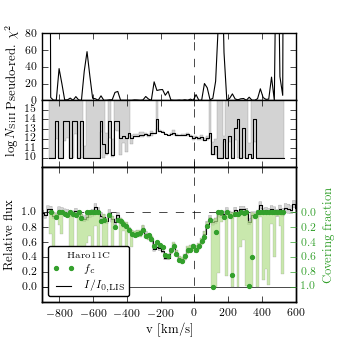 Pseudo-red. χ²
80
60
40
20
0
log N_SiII
15
14
13
12
11
10
Relative flux
1.0
0.8
0.6
0.4
0.2
0.0
Covering fraction
0.0
0.2
0.4
0.6
0.8
1.0
Haro11C
f_c
I/I_0,LIS
−800 −600 −400 −200 0 200 400 600
v [km/s]